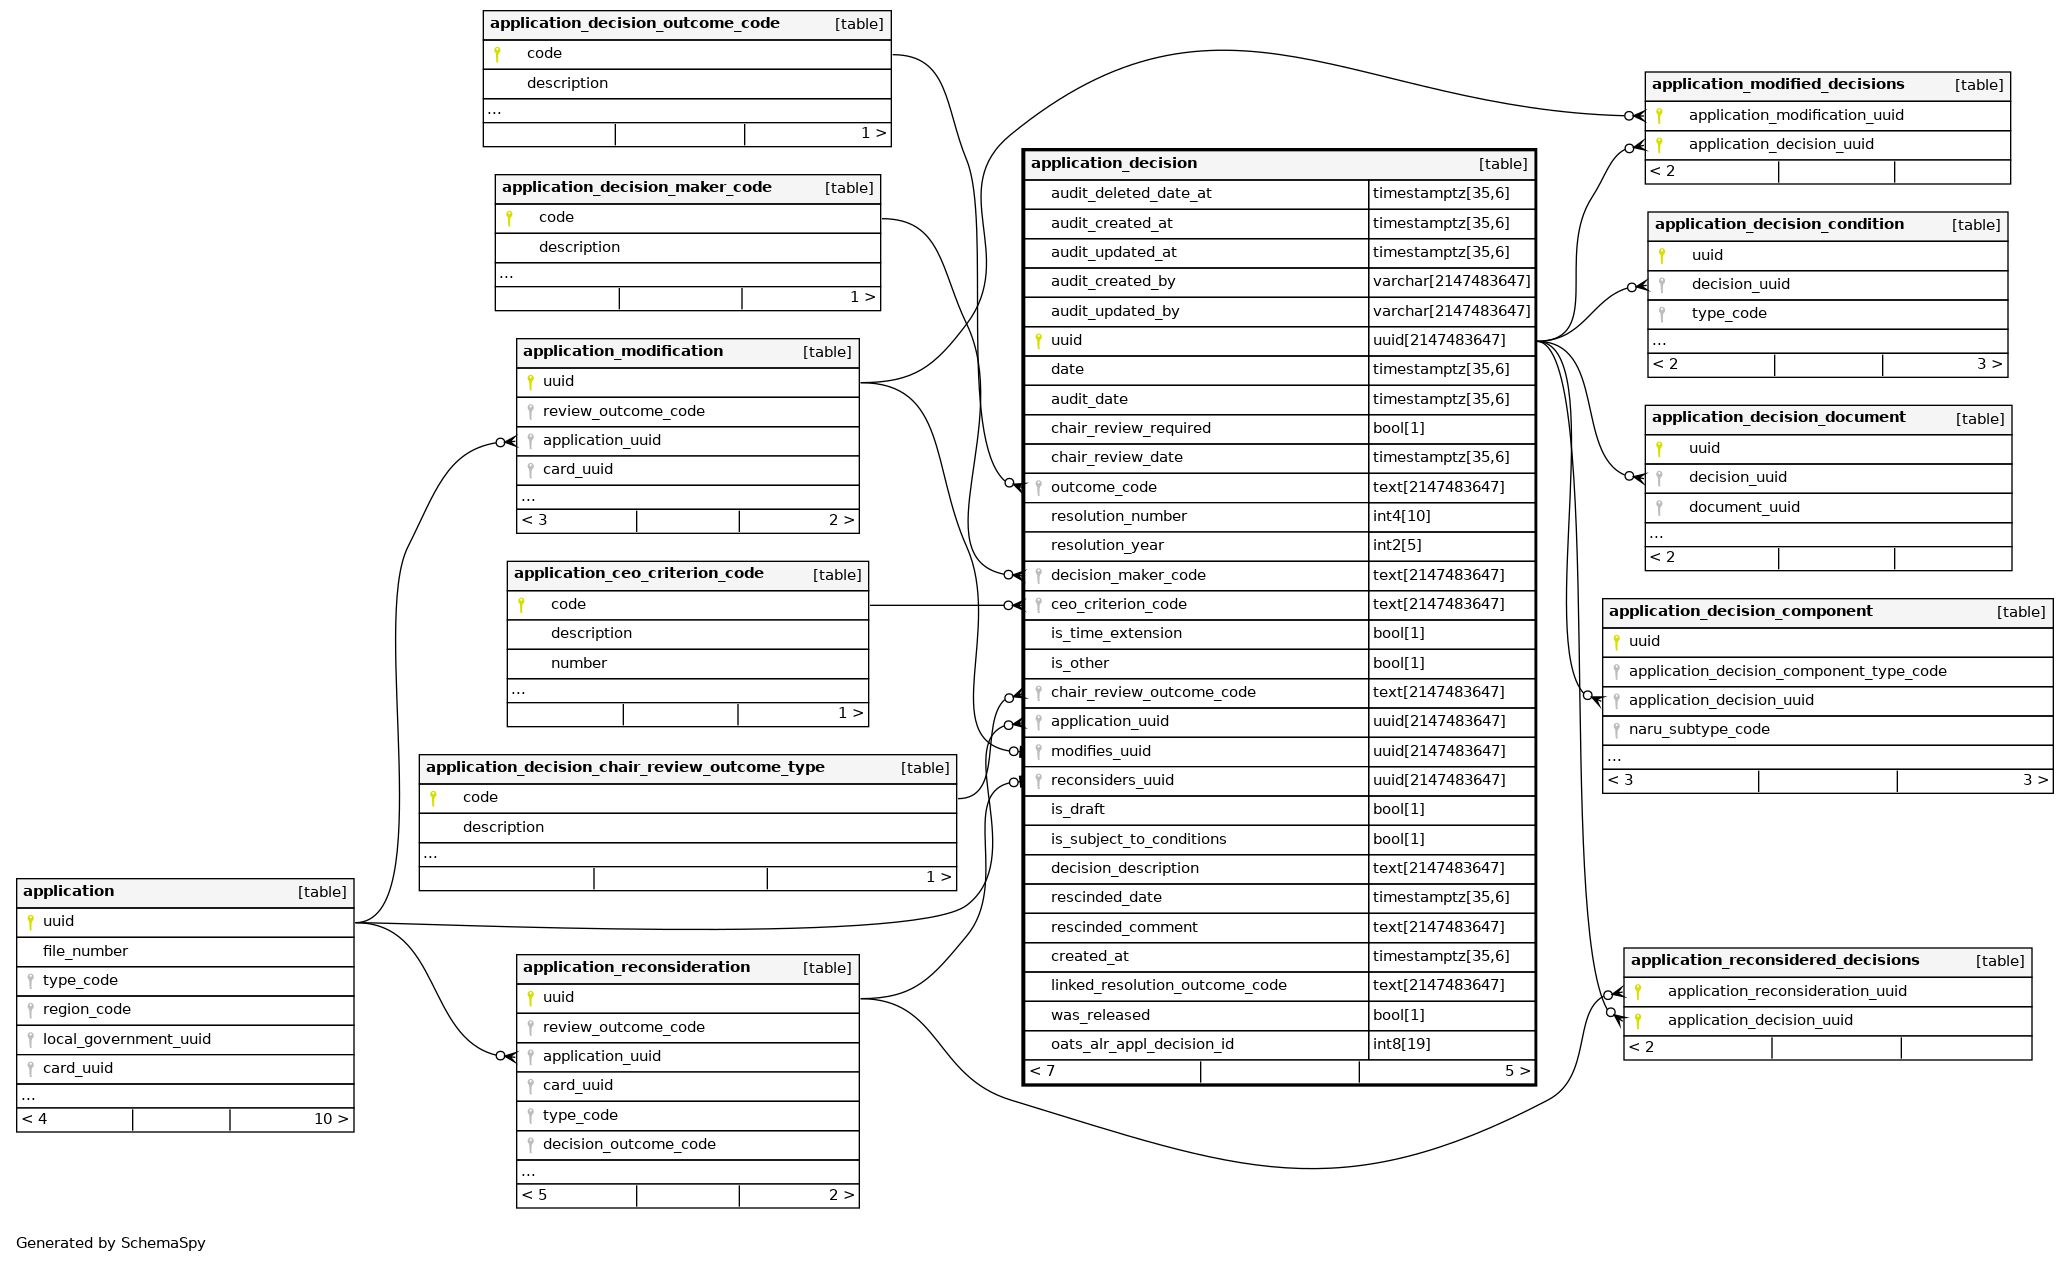 application_decision_outcome_code [table]
code
description
...
1 >
application_decision_maker_code [table]
code
description
...
1 >
application_modification [table]
uuid
review_outcome_code
application_uuid
card_uuid
...
< 3 2 >
application_ceo_criterion_code [table]
code
description
number
...
1 >
application_decision_chair_review_outcome_type [table]
code
description
...
1 >
application [table]
uuid
file_number
type_code
region_code
local_government_uuid
card_uuid
...
< 4 10 >
application_reconsideration [table]
uuid
review_outcome_code
application_uuid
card_uuid
type_code
decision_outcome_code
...
< 5 2 >
application_decision [table]
audit_deleted_date_at timestamptz[35,6]
audit_created_at timestamptz[35,6]
audit_updated_at timestamptz[35,6]
audit_created_by varchar[2147483647]
audit_updated_by varchar[2147483647]
uuid uuid[2147483647]
date timestamptz[35,6]
audit_date timestamptz[35,6]
chair_review_required bool[1]
chair_review_date timestamptz[35,6]
outcome_code text[2147483647]
resolution_number int4[10]
resolution_year int2[5]
decision_maker_code text[2147483647]
ceo_criterion_code text[2147483647]
is_time_extension bool[1]
is_other bool[1]
chair_review_outcome_code text[2147483647]
application_uuid uuid[2147483647]
modifies_uuid uuid[2147483647]
reconsiders_uuid uuid[2147483647]
is_draft bool[1]
is_subject_to_conditions bool[1]
decision_description text[2147483647]
rescinded_date timestamptz[35,6]
rescinded_comment text[2147483647]
created_at timestamptz[35,6]
linked_resolution_outcome_code text[2147483647]
was_released bool[1]
oats_alr_appl_decision_id int8[19]
< 7 5 >
application_modified_decisions [table]
application_modification_uuid
application_decision_uuid
< 2
application_decision_condition [table]
uuid
decision_uuid
type_code
...
< 2 3 >
application_decision_document [table]
uuid
decision_uuid
document_uuid
...
< 2
application_decision_component [table]
uuid
application_decision_component_type_code
application_decision_uuid
naru_subtype_code
...
< 3 3 >
application_reconsidered_decisions [table]
application_reconsideration_uuid
application_decision_uuid
< 2
Generated by SchemaSpy